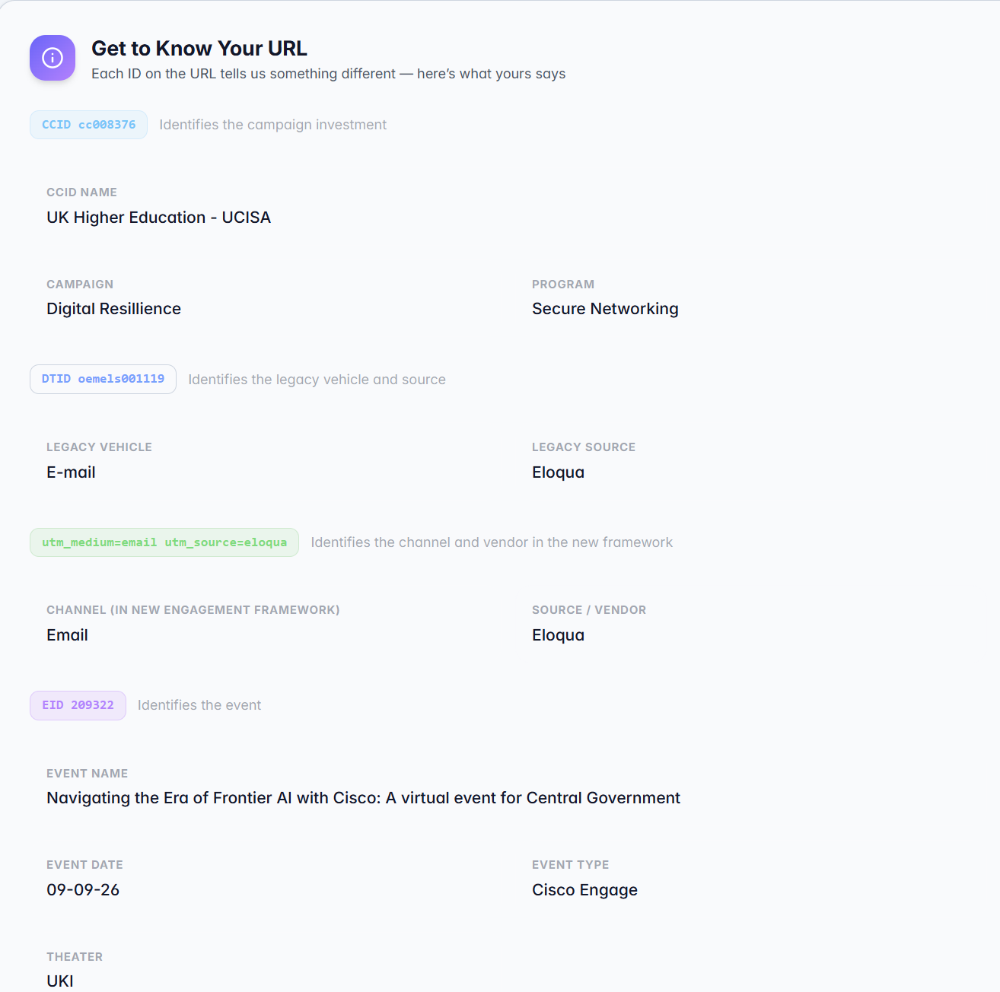 Get to Know Your URL
Each ID on the URL tells us something different — here's what yours says
CCID cc008376 Identifies the campaign investment
CCID NAME
UK Higher Education - UCISA
CAMPAIGN
Digital Resillience
PROGRAM
Secure Networking
DTID oemels001119 Identifies the legacy vehicle and source
LEGACY VEHICLE
E-mail
LEGACY SOURCE
Eloqua
utm_medium=email utm_source=eloqua Identifies the channel and vendor in the new framework
CHANNEL (IN NEW ENGAGEMENT FRAMEWORK)
Email
SOURCE / VENDOR
Eloqua
EID 209322 Identifies the event
EVENT NAME
Navigating the Era of Frontier AI with Cisco: A virtual event for Central Government
EVENT DATE
09-09-26
EVENT TYPE
Cisco Engage
THEATER
UKI